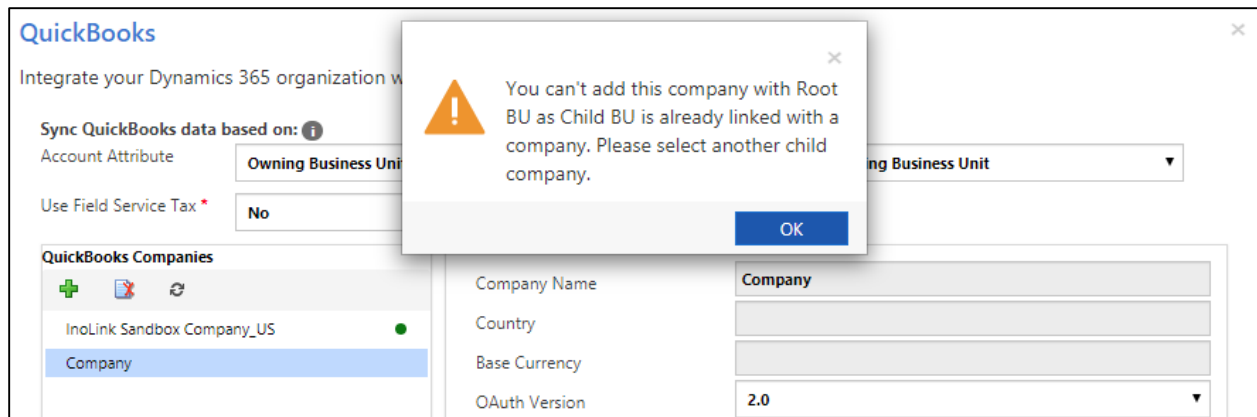 QuickBooks
Integrate your Dynamics 365 organization w
You can't add this company with Root
BU as Child BU is already linked with a
company. Please select another child
company.
OK
Sync QuickBooks data based on:
Account Attribute
Owning Business Uni
ng Business Unit
Use Field Service Tax *
No
QuickBooks Companies
InoLink Sandbox Company_US
Company
Company Name
Company
Country
Base Currency
OAuth Version
2.0